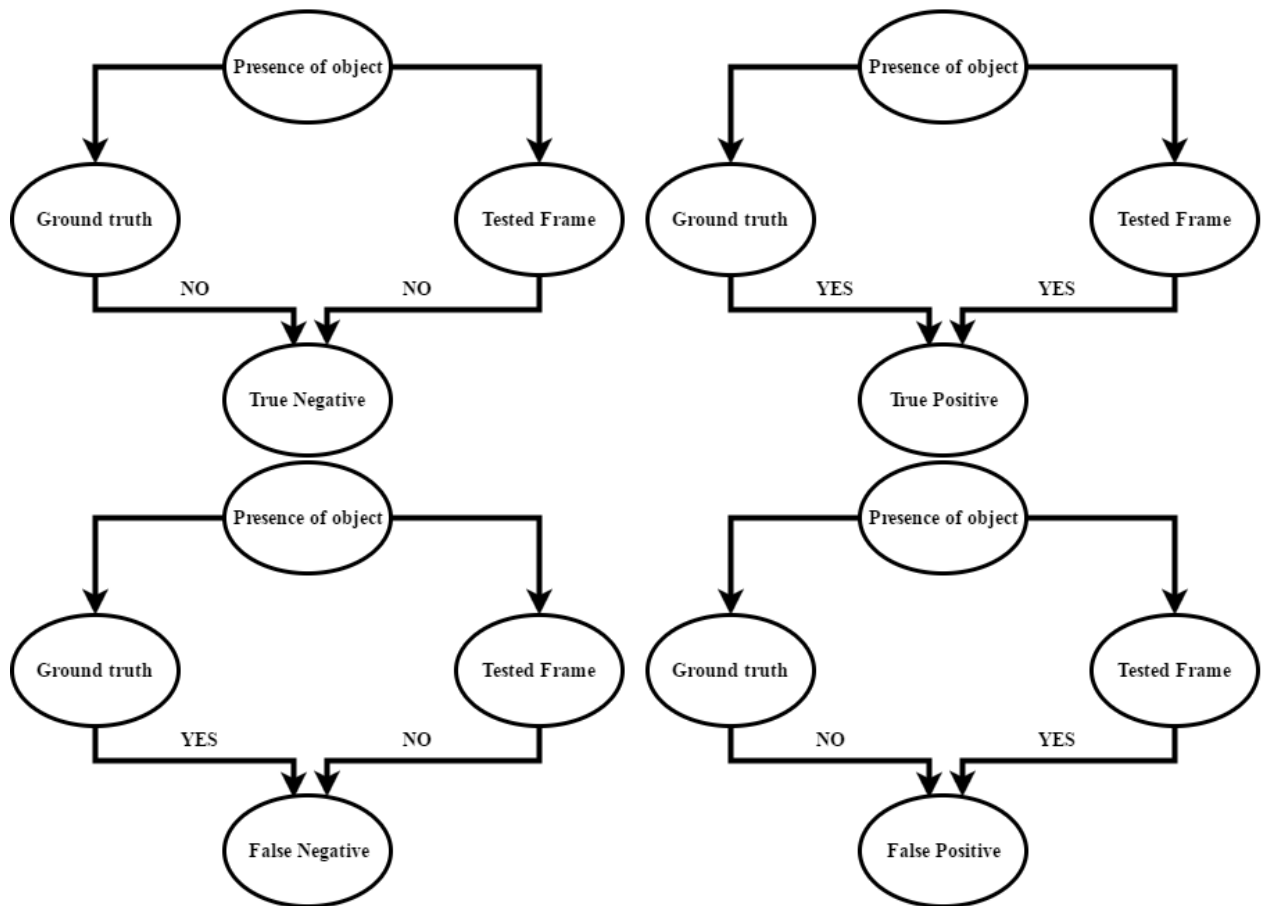 Presence of object
Presence of object
Ground truth
Tested Frame
Ground truth
Tested Frame
NO
NO
YES
YES
True Negative
True Positive
Presence of object
Presence of object
Ground truth
Tested Frame
Ground truth
Tested Frame
YES
NO
NO
YES
False Negative
False Positive